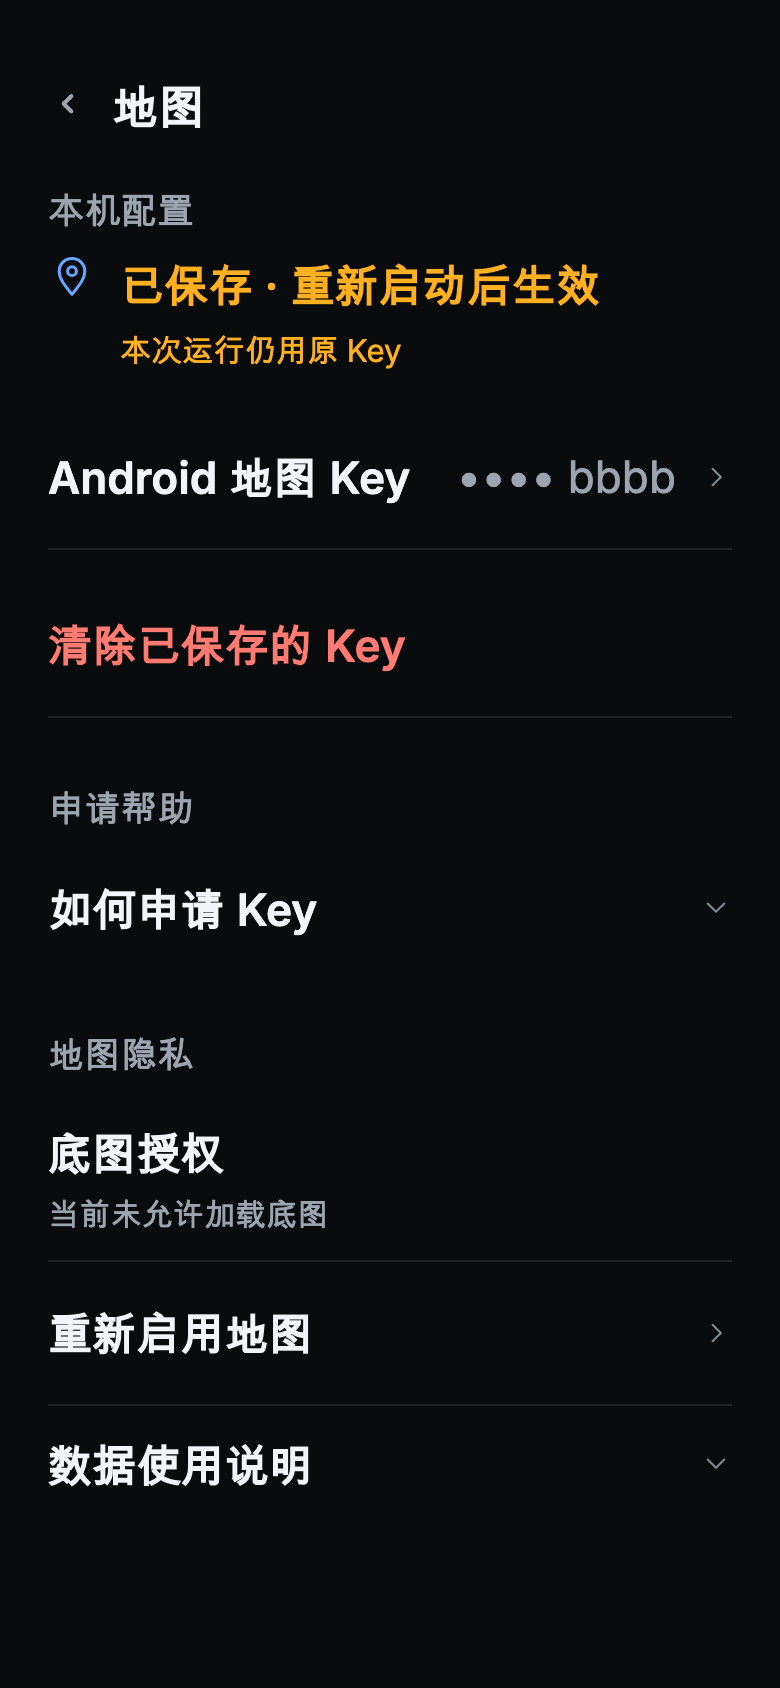 地图
本机配置
已保存 · 重新启动后生效
本次运行仍用原 Key
Android 地图 Key •••• bbbb
清除已保存的 Key
申请帮助
如何申请 Key
地图隐私
底图授权
当前未允许加载底图
重新启用地图
数据使用说明